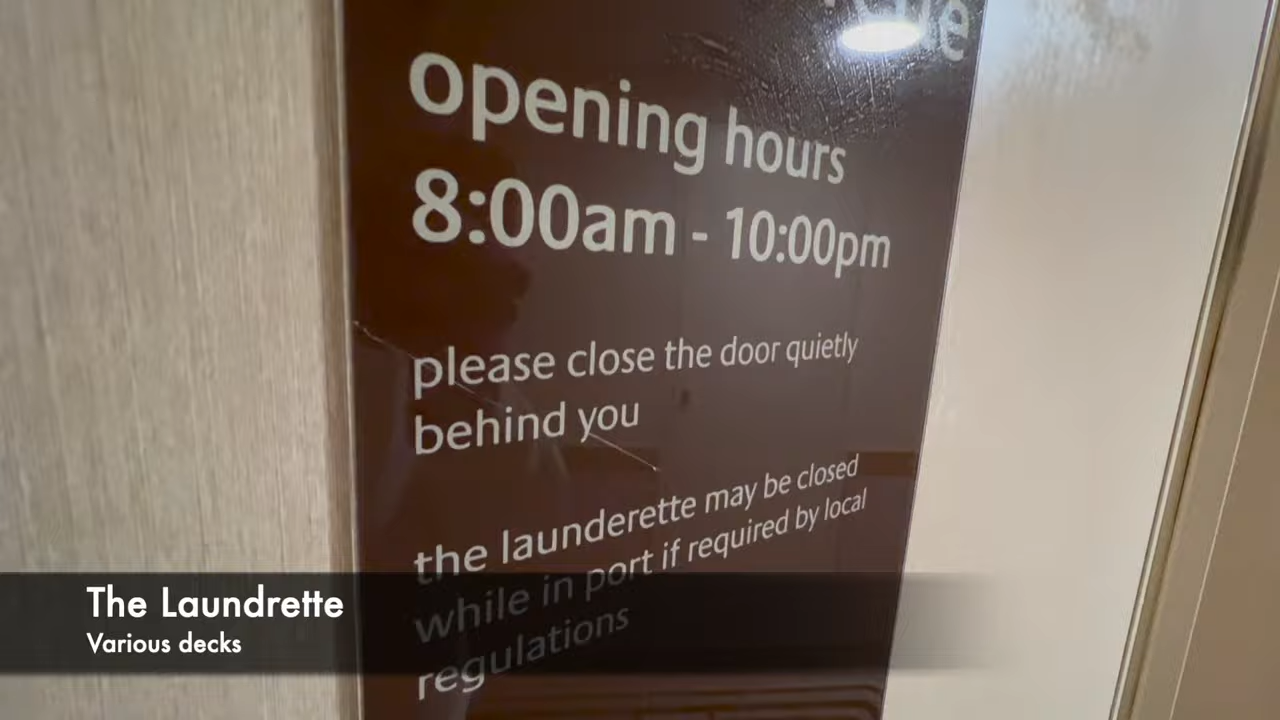 opening hours
8:00am - 10:00pm
please close the door quietly
behind you
the launderette may be closed
while in port if required by local
regulations
The Laundrette
Various decks